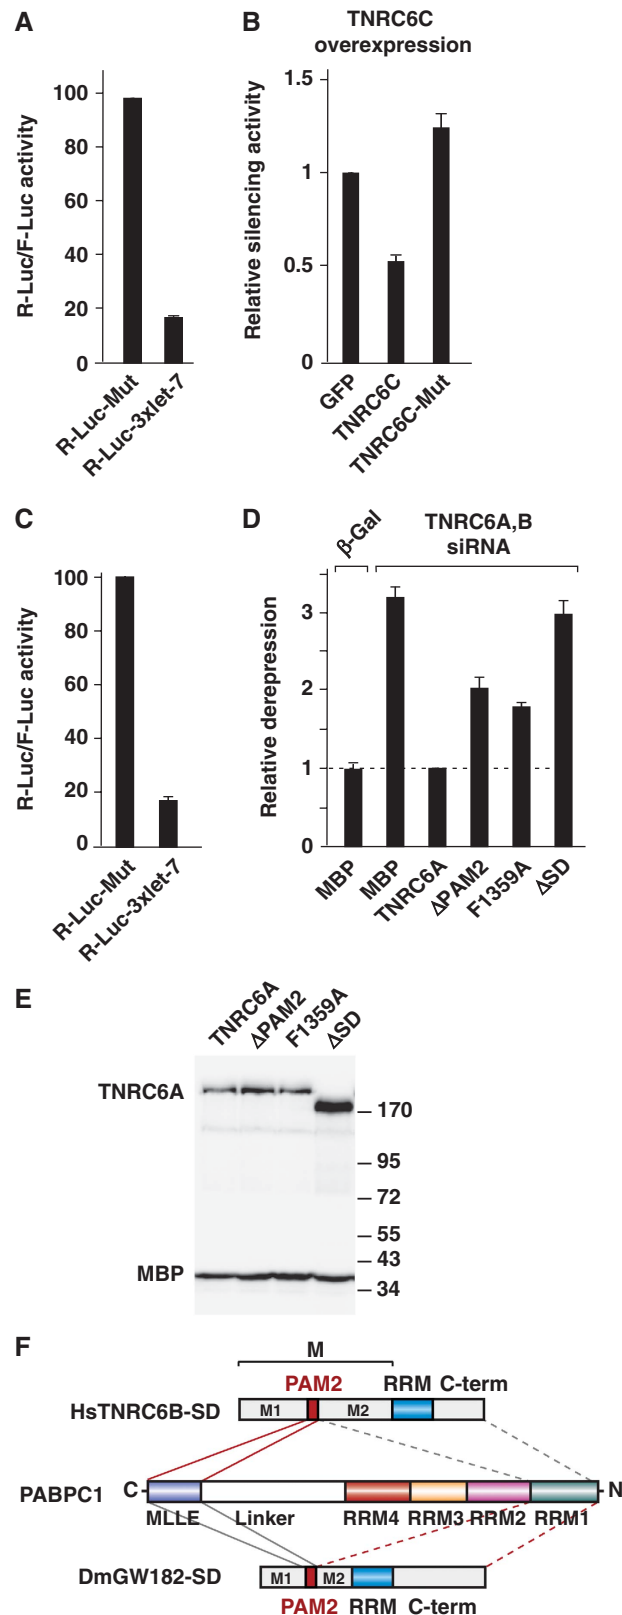 A
R-Luc/F-Luc activity
100
80
60
40
20
0
R-Luc-Mut
R-Luc-3xlet-7
B
TNRC6C
overexpression
Relative silencing activity
1.5
1
0.5
0
GFP
TNRC6C
TNRC6C-Mut
C
R-Luc/F-Luc activity
100
80
60
40
20
0
R-Luc-Mut
R-Luc-3xlet-7
D
β-Gal
TNRC6A,B
siRNA
Relative derepression
3
2
1
0
MBP
MBP
TNRC6A
ΔPAM2
F1359A
ΔSD
E
TNRC6A
ΔPAM2
F1359A
ΔSD
TNRC6A
170
95
72
55
43
MBP
34
F
M
PAM2 RRM C-term
HsTNRC6B-SD M1 M2
PABPC1 C N
MLLE Linker RRM4 RRM3 RRM2 RRM1
DmGW182-SD M1 M2
PAM2 RRM C-term